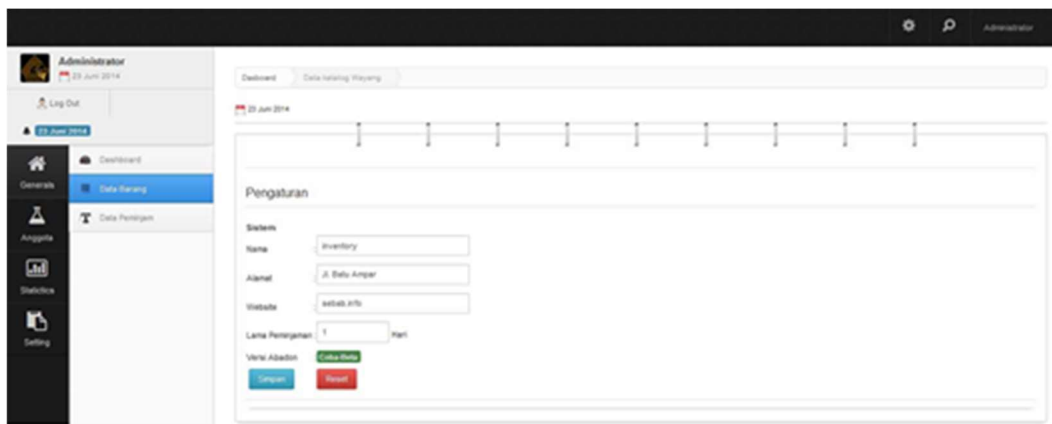 Administrator
Administrator
23 Juni 2014
Log Out
23 Juni 2014
Generals
Anggota
Statictics
Setting
Dashboard
Data Barang
Data Peminjam
Dasboard
Data katalog Wayang
23 Juni 2014
Pengaturan
Sistem
Nama : inventory
Alamat : Jl. Batu Ampar
Website : sebab.info
Lama Peminjaman : 1 Hari
Versi Abadon Coba-Beta
Simpan Reset